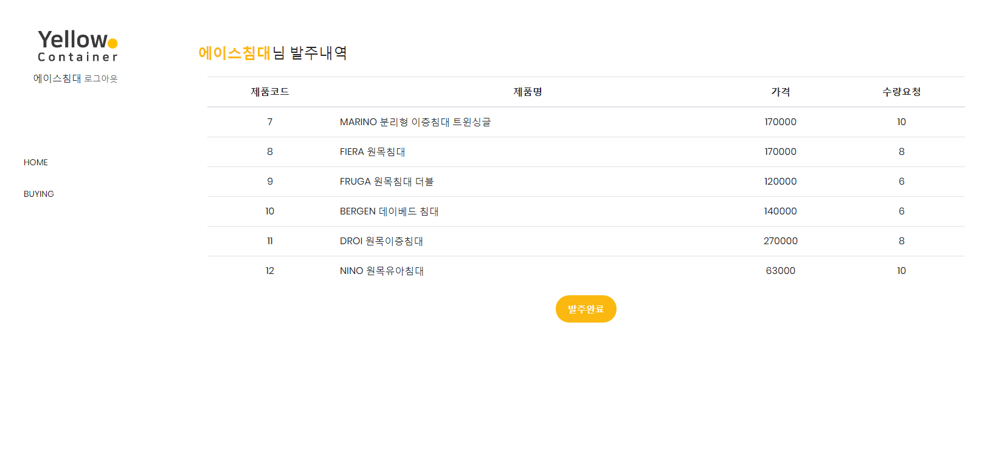 Yellow
Container
에이스침대 로그아웃
HOME
BUYING
에이스침대님 발주내역
제품코드 제품명 가격 수량요청
7 MARINO 분리형 이층침대 트윈싱글 170000 10
8 FIERA 원목침대 170000 8
9 FRUGA 원목침대 더블 120000 6
10 BERGEN 데이베드 침대 140000 6
11 DROI 원목이층침대 270000 8
12 NINO 원목유아침대 63000 10
발주완료